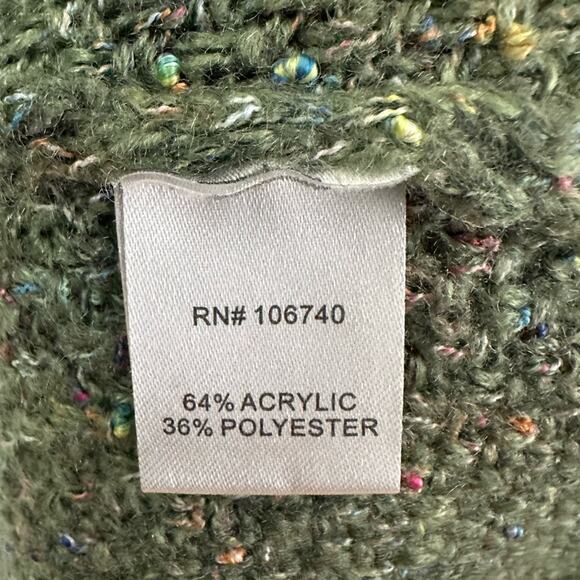 RN# 106740
64% ACRYLIC
36% POLYESTER